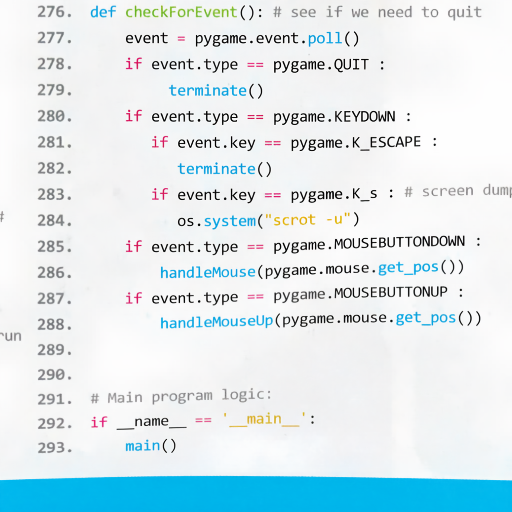 276. def checkForEvent(): # see if we need to quit
277.     event = pygame.event.poll()
278.     if event.type == pygame.QUIT :
279.          terminate()
280.     if event.type == pygame.KEYDOWN :
281.        if event.key == pygame.K_ESCAPE :
282.           terminate()
283.        if event.key == pygame.K_s : # screen dump
#
284.           os.system("scrot -u")
285.     if event.type == pygame.MOUSEBUTTONDOWN :
286.         handleMouse(pygame.mouse.get_pos())
287.     if event.type == pygame.MOUSEBUTTONUP :
run
288.         handleMouseUp(pygame.mouse.get_pos())
289.
290.
291. # Main program logic:
292. if __name__ == '__main__':
293.     main()